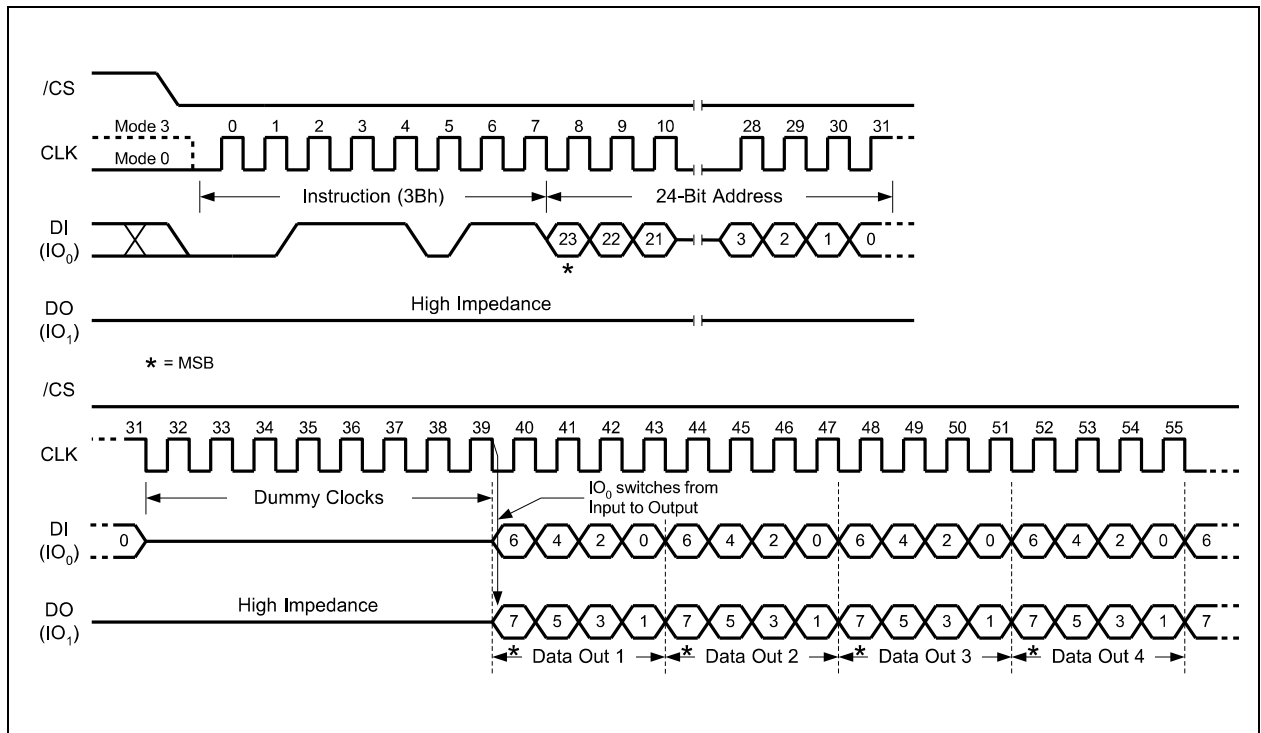 /CS
Mode 3 0 1 2 3 4 5 6 7 8 9 10 28 29 30 31
CLK
Mode 0
Instruction (3Bh) 24-Bit Address
DI
(IO0) 23 22 21 3 2 1 0
*
High Impedance
DO
(IO1)
* = MSB
/CS
31 32 33 34 35 36 37 38 39 40 41 42 43 44 45 46 47 48 49 50 51 52 53 54 55
CLK
Dummy Clocks
IO0 switches from
Input to Output
DI
(IO0) 0 6 4 2 0 6 4 2 0 6 4 2 0 6 4 2 0 6
DO
(IO1) High Impedance 7 5 3 1 7 5 3 1 7 5 3 1 7 5 3 1 7
* Data Out 1 * Data Out 2 * Data Out 3 * Data Out 4